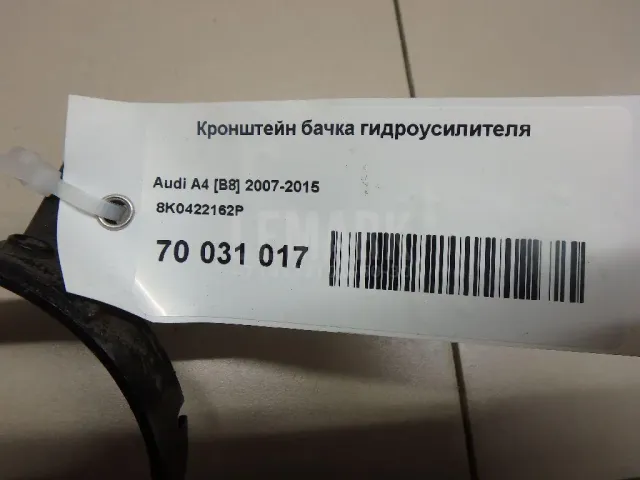 Кронштейн бачка гидроусилителя
Audi A4 [B8] 2007-2015
8K0422162P
70 031 017